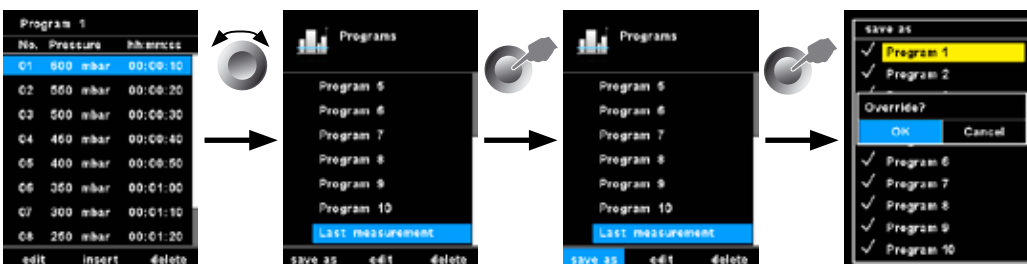 Program 1
No. Pressure hh:mm:ss
01 600 mbar 00:00:10
02 550 mbar 00:00:20
03 500 mbar 00:00:30
04 450 mbar 00:00:40
05 400 mbar 00:00:50
06 350 mbar 00:01:00
07 300 mbar 00:01:10
08 250 mbar 00:01:20
edit insert delete
Programs
Program 5
Program 6
Program 7
Program 8
Program 9
Program 10
Last measurement
save as edit delete
Programs
Program 5
Program 6
Program 7
Program 8
Program 9
Program 10
Last measurement
save as edit delete
save as
Program 1
Program 2
Override?
OK Cancel
Program 6
Program 7
Program 8
Program 9
Program 10